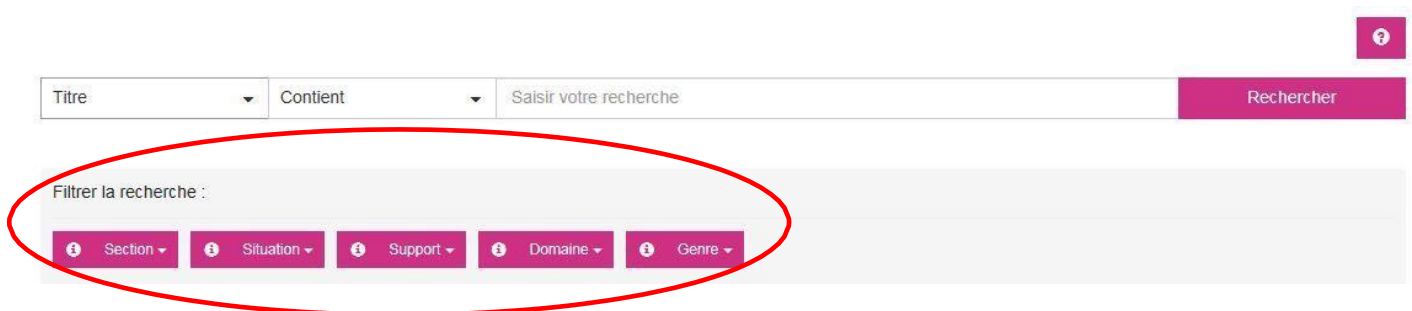 Titre Contient Saisir votre recherche Rechercher
Filtrer la recherche :
Section Situation Support Domaine Genre